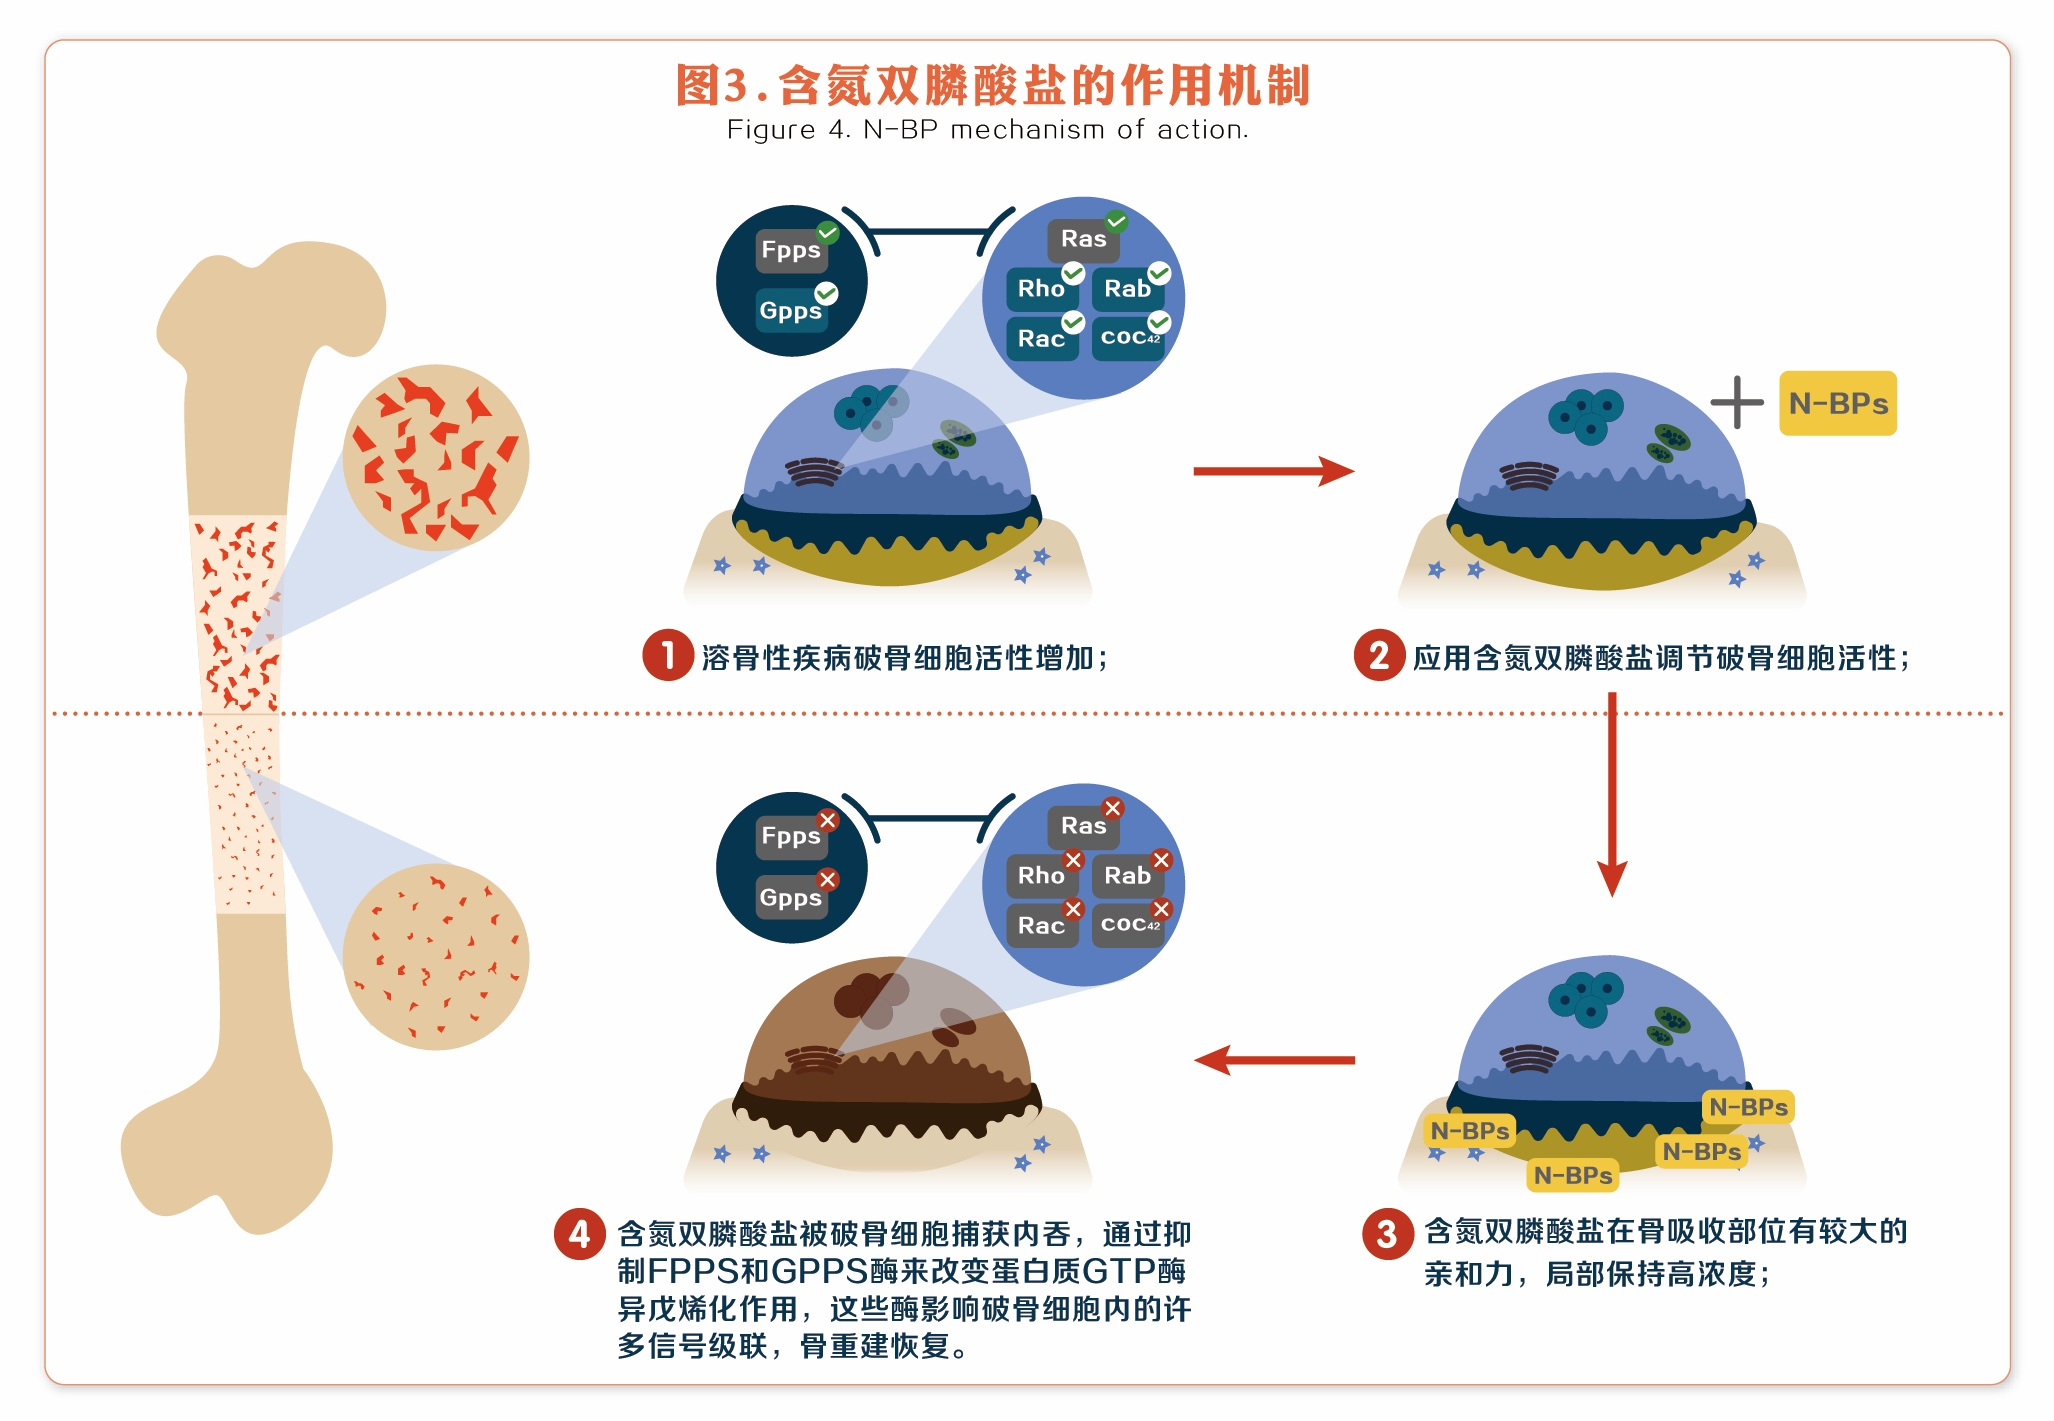 图3.含氮双膦酸盐的作用机制
Figure 4. N-BP mechanism of action.
Fpps
Gpps
Ras
Rho
Rab
Rac
coc42
N-BPs
1 溶骨性疾病破骨细胞活性增加；
2 应用含氮双膦酸盐调节破骨细胞活性；
Fpps
Gpps
Ras
Rho
Rab
Rac
coc42
N-BPs
N-BPs
N-BPs
N-BPs
4 含氮双膦酸盐被破骨细胞捕获内吞，通过抑
制FPPS和GPPS酶来改变蛋白质GTP酶
异戊烯化作用，这些酶影响破骨细胞内的许
多信号级联，骨重建恢复。
3 含氮双膦酸盐在骨吸收部位有较大的
亲和力，局部保持高浓度；